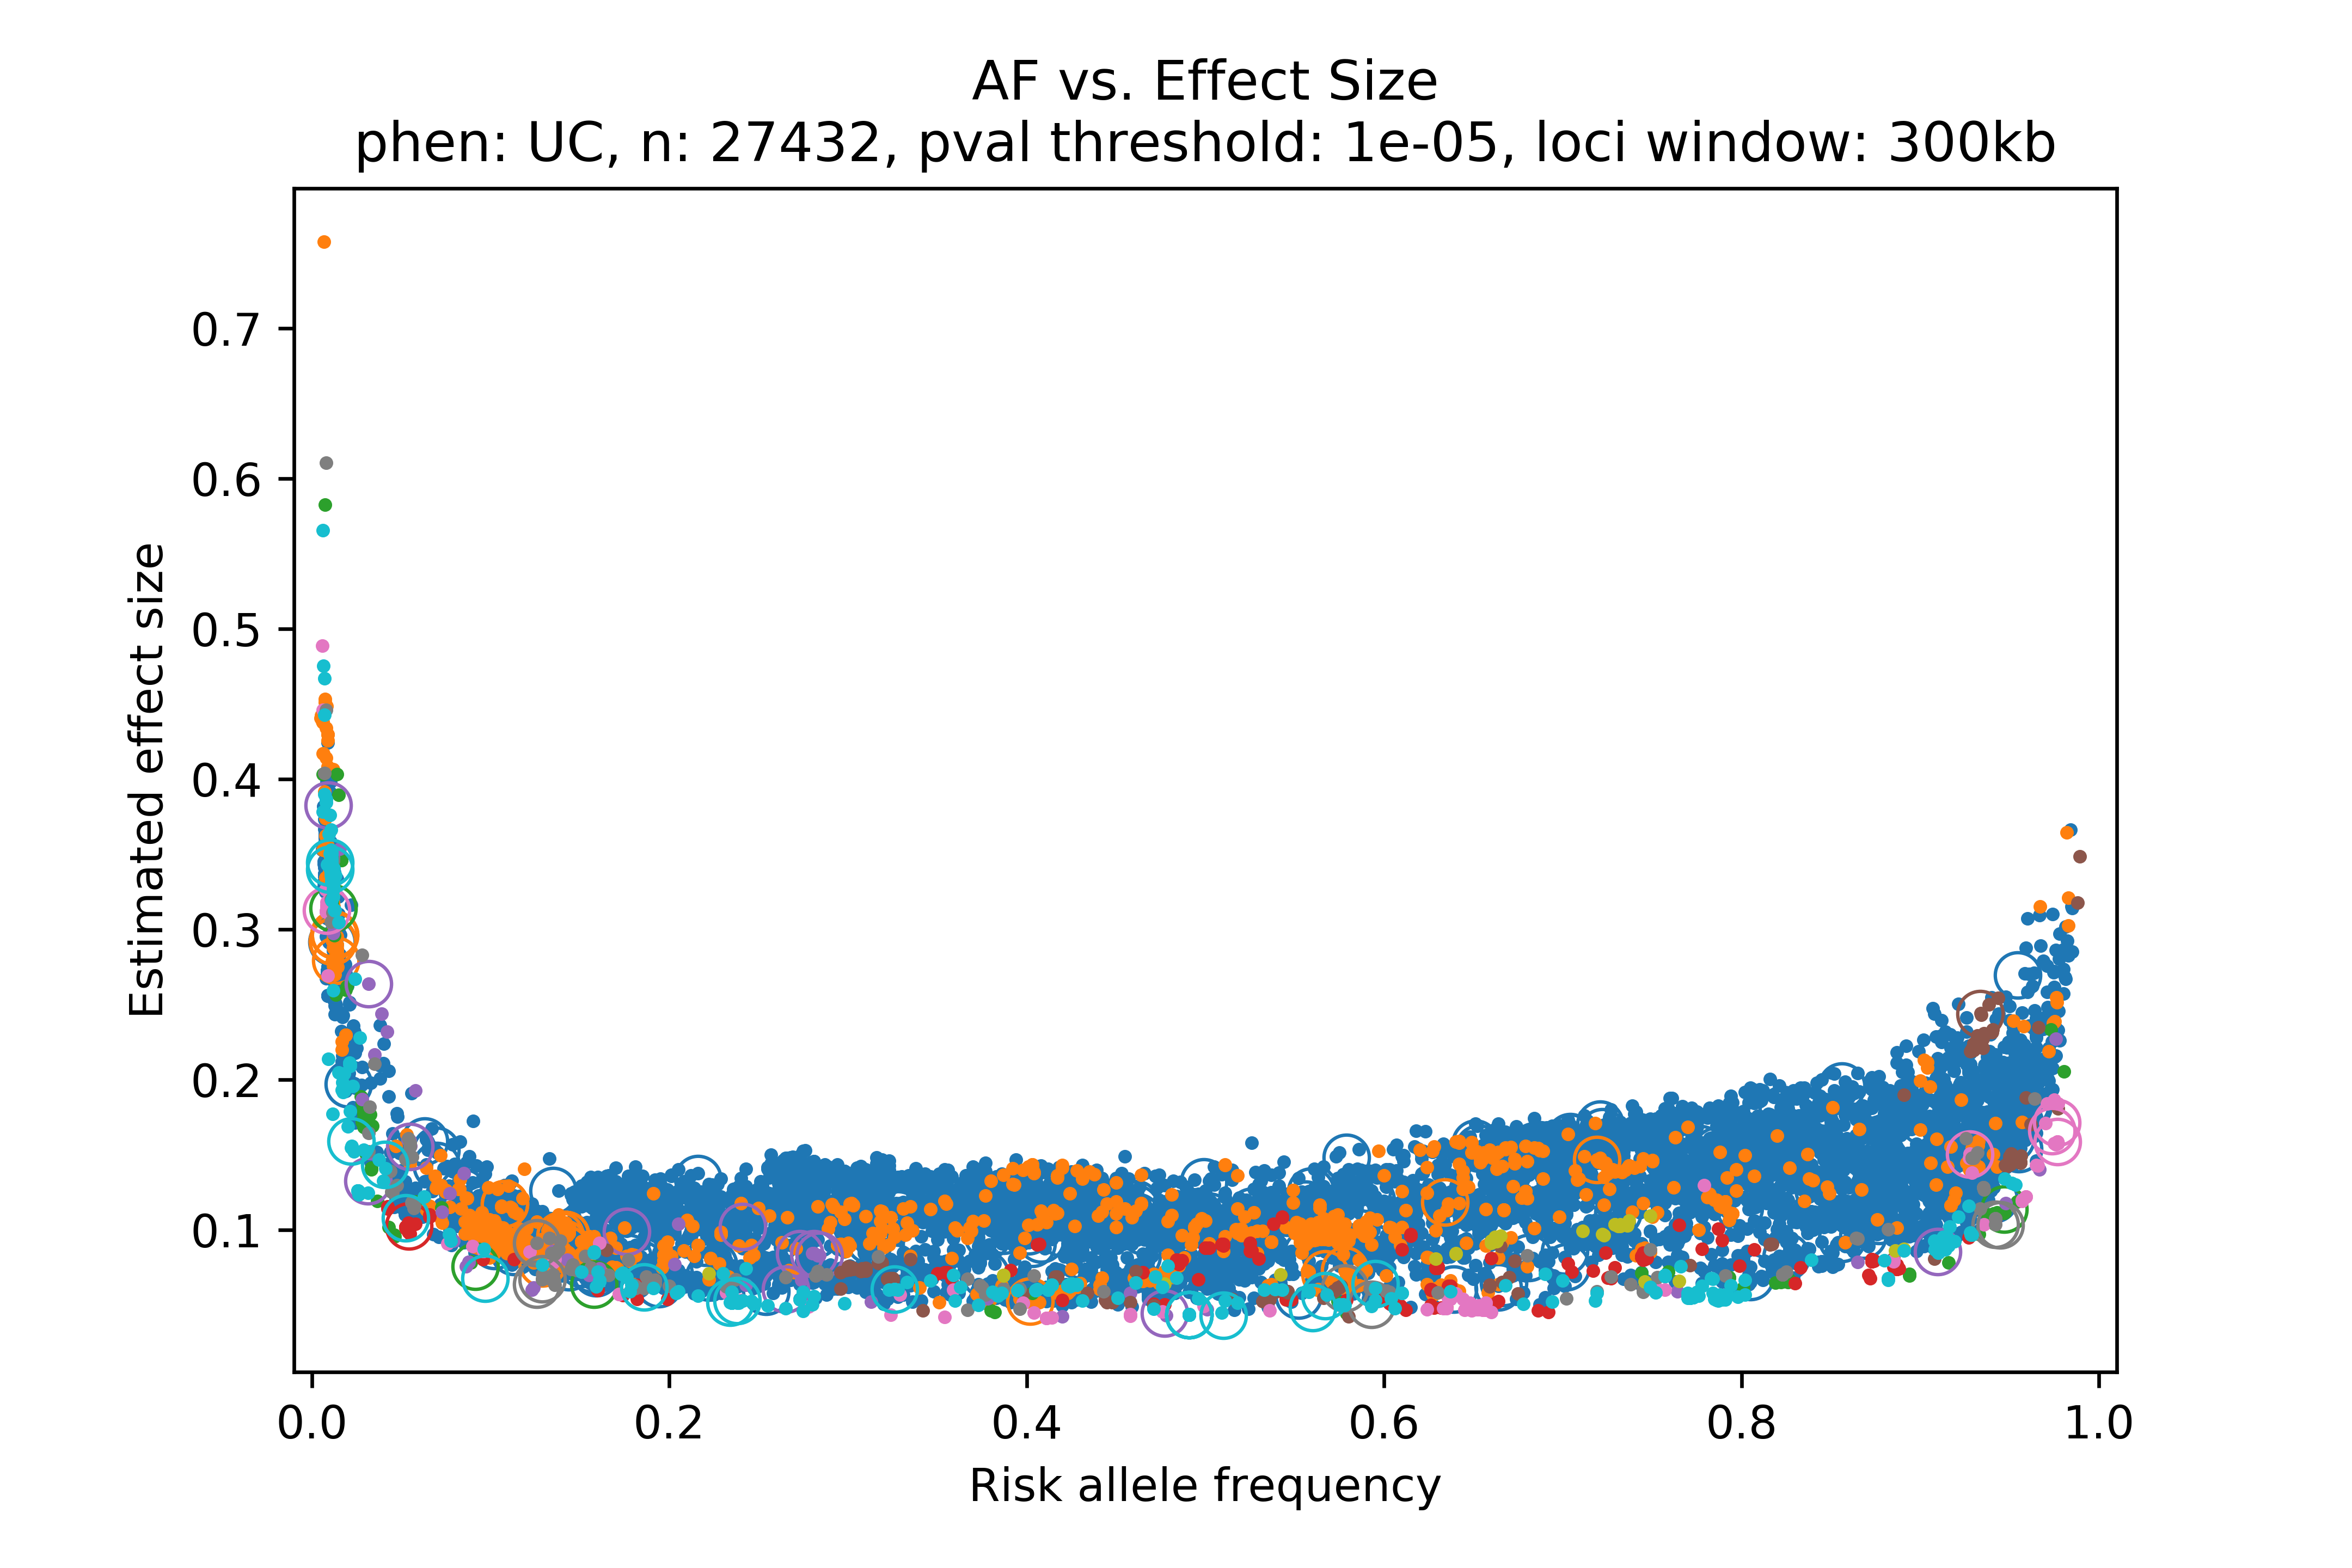 AF vs. Effect Size
phen: UC, n: 27432, pval threshold: 1e-05, loci window: 300kb
0.7
0.6
0.5
0.4
0.3
0.2
0.1
Estimated effect size
0.0 0.2 0.4 0.6 0.8 1.0
Risk allele frequency